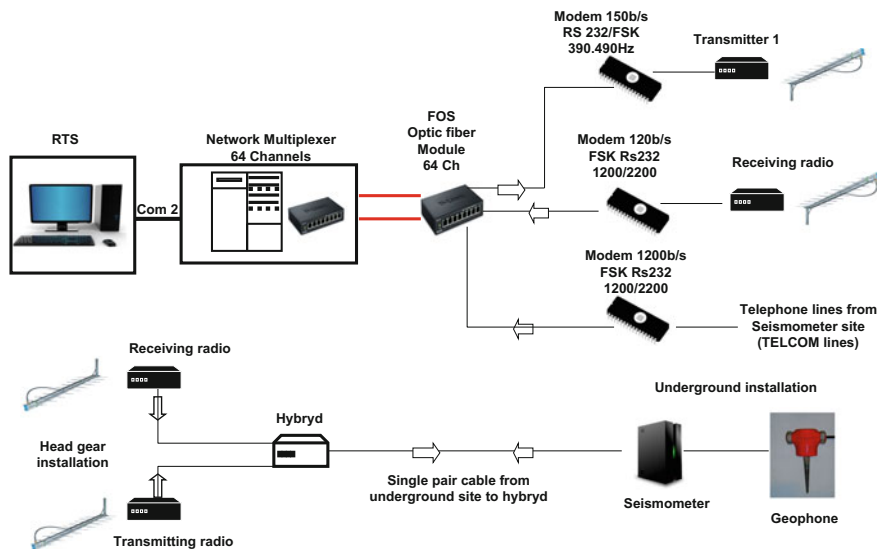 Modem 150b/s
RS 232/FSK
390.490Hz
Transmitter 1
RTS
Network Multiplexer
64 Channels
FOS
Optic fiber
Module
64 Ch
Modem 120b/s
FSK Rs232
1200/2200
Receiving radio
Com 2
Modem 1200b/s
FSK Rs232
1200/2200
Telephone lines from
Seismometer site
(TELCOM lines)
Receiving radio
Underground installation
Hybryd
Head gear
installation
Single pair cable from
underground site to hybryd
Seismometer
Geophone
Transmitting radio